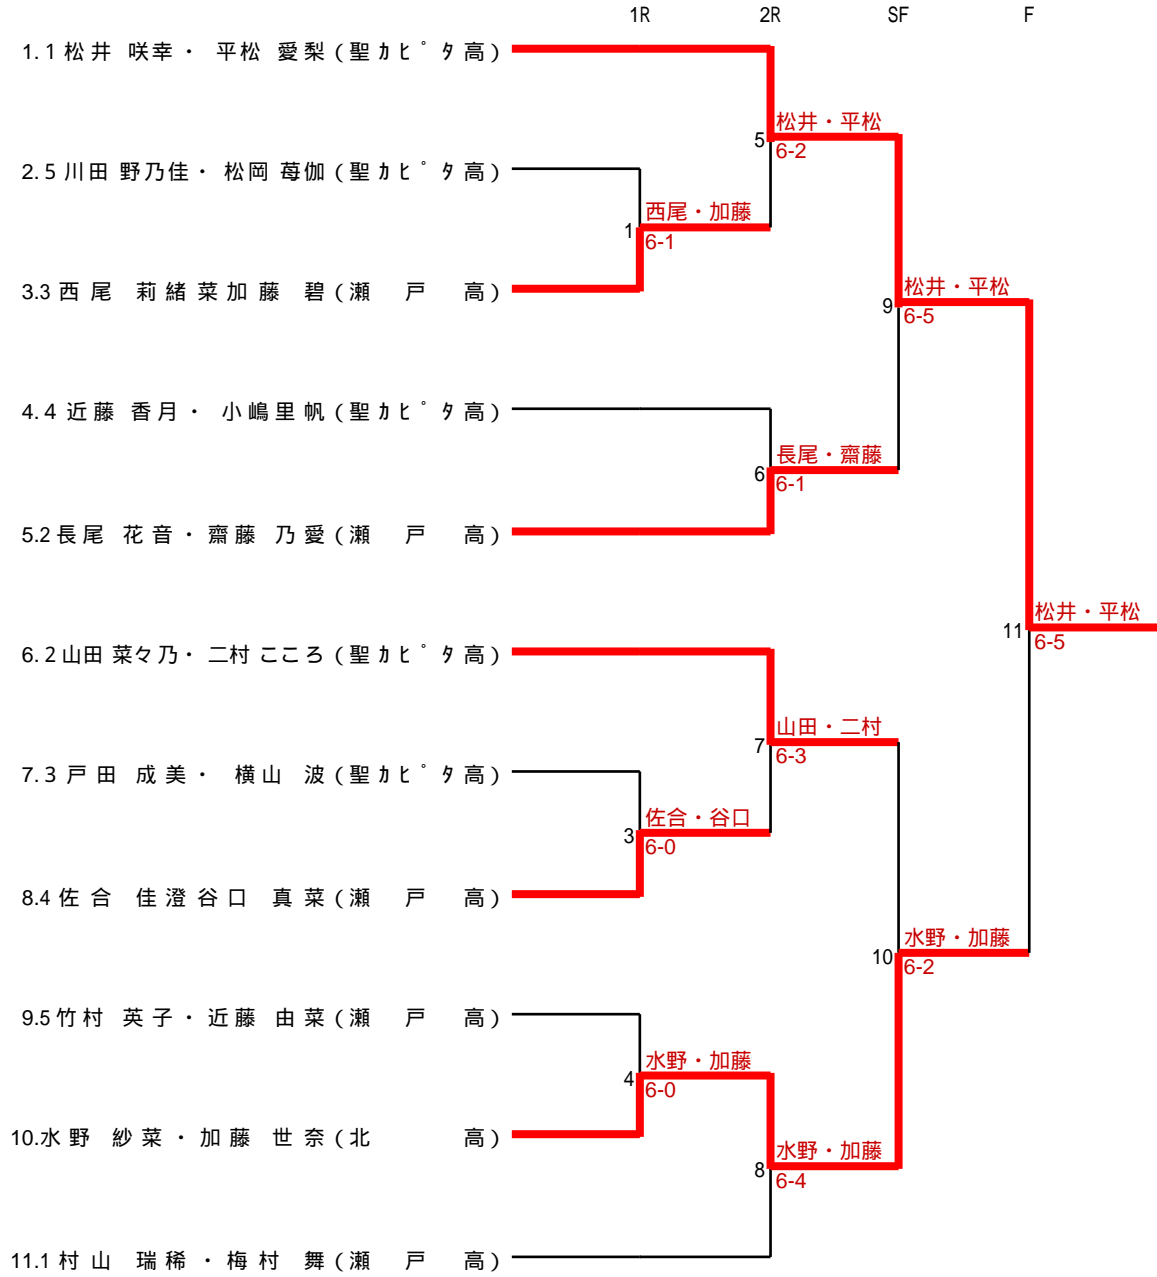 1R 2R SF F
1. 1 松井 咲幸・ 平松 愛梨 (聖カピタ高)
松井・平松
5
6-2
2. 5 川田 野乃佳・ 松岡 苺伽 (聖カピタ高)
西尾・加藤
1
6-1
3.3 西尾 莉緒菜加藤 碧 (瀬 戸 高)
松井・平松
9
6-5
4. 4 近藤 香月・ 小嶋里帆 (聖カピタ高)
長尾・齋藤
6
6-1
5.2 長尾 花音・齋藤 乃愛 (瀬 戸 高)
松井・平松
11
6-5
6. 2 山田 菜々乃・ 二村 こころ (聖カピタ高)
山田・二村
7
6-3
7. 3 戸田 成美・ 横山 波 (聖カピタ高)
佐合・谷口
3
6-0
8.4 佐合 佳澄谷口 真菜 (瀬 戸 高)
水野・加藤
10
6-2
9.5 竹村 英子・近藤 由菜 (瀬 戸 高)
水野・加藤
4
6-0
10.水野 紗菜・加藤 世奈 (北 高)
水野・加藤
8
6-4
11.1 村山 瑞稀・梅村 舞 (瀬 戸 高)